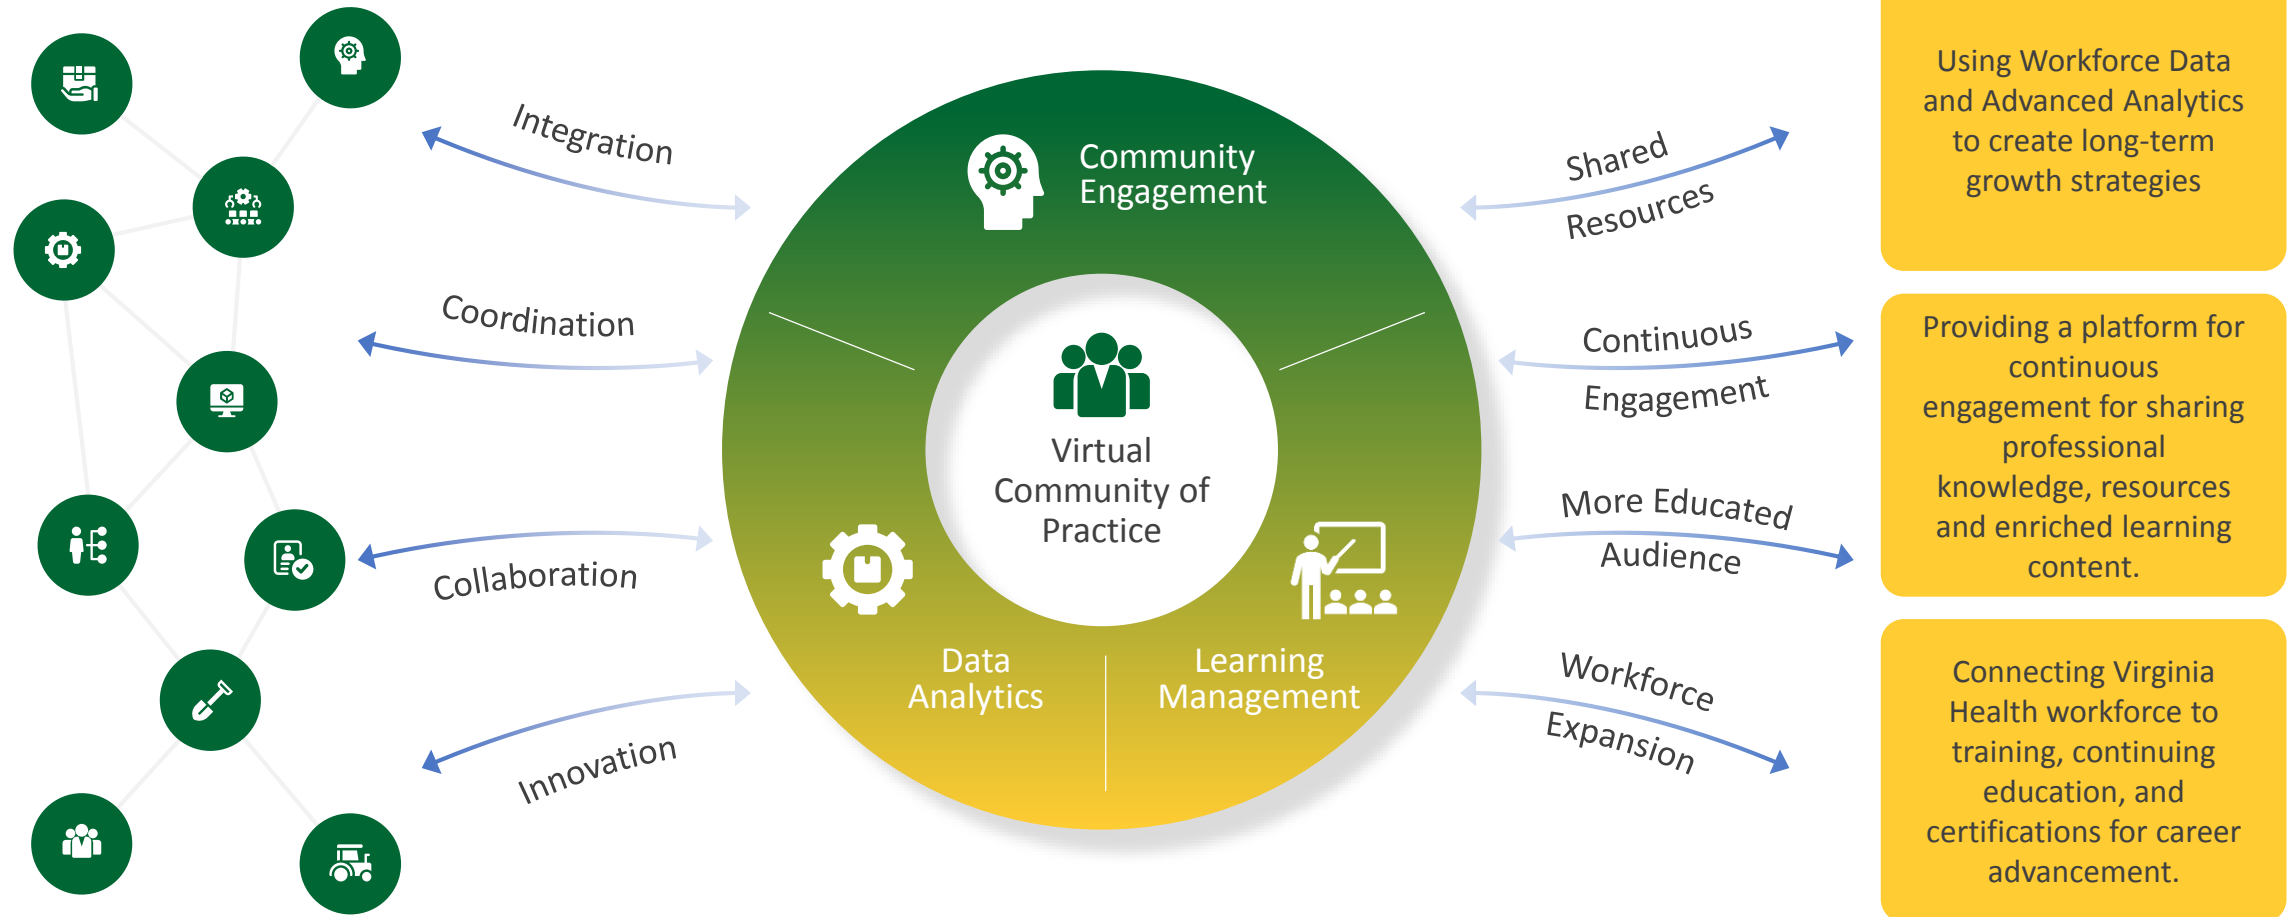 Integration
Coordination
Collaboration
Innovation
Community
Engagement
Virtual
Community of
Practice
Data
Analytics
Learning
Management
Shared
Resources
Continuous
Engagement
More Educated
Audience
Workforce
Expansion
Using Workforce Data
and Advanced Analytics
to create long-term
growth strategies
Providing a platform for
continuous
engagement for sharing
professional
knowledge, resources
and enriched learning
content.
Connecting Virginia
Health workforce to
training, continuing
education, and
certifications for career
advancement.